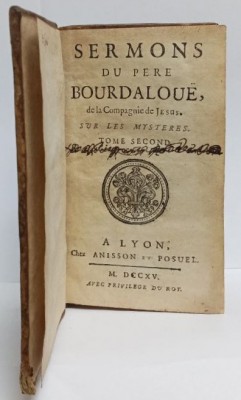 SERMONS
DU PERE
BOURDALOUË,
de la Compagnie de JESUS.
SUR LES MYSTERES.
TOME SECOND
A LYON,
Chez ANISSON ET POSUEL.
M. DCCXV.
AVEC PRIVILEGE DU ROY.